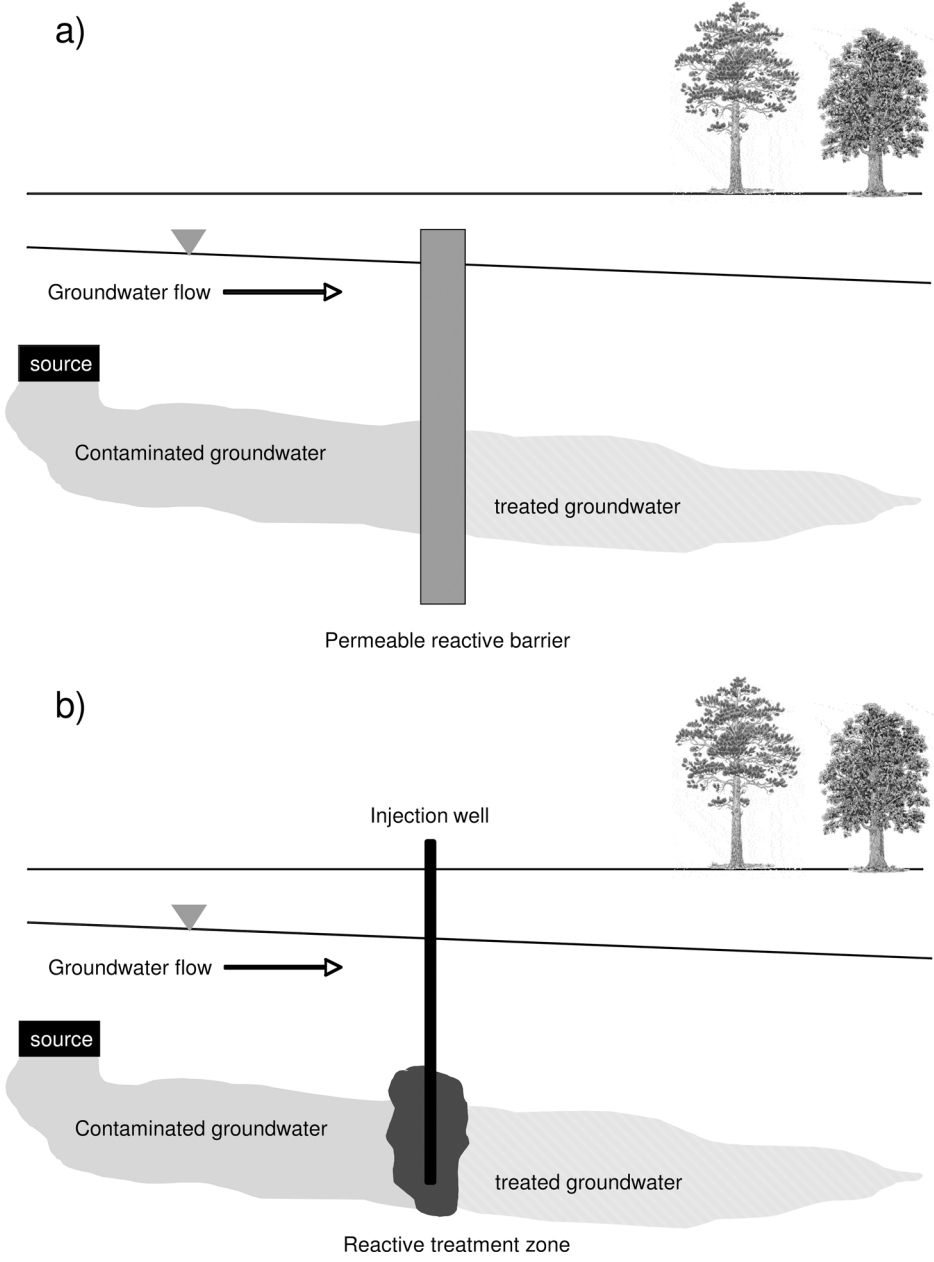 a)
Groundwater flow
source
Contaminated groundwater
treated groundwater
Permeable reactive barrier
b)
Injection well
Groundwater flow
source
Contaminated groundwater
treated groundwater
Reactive treatment zone